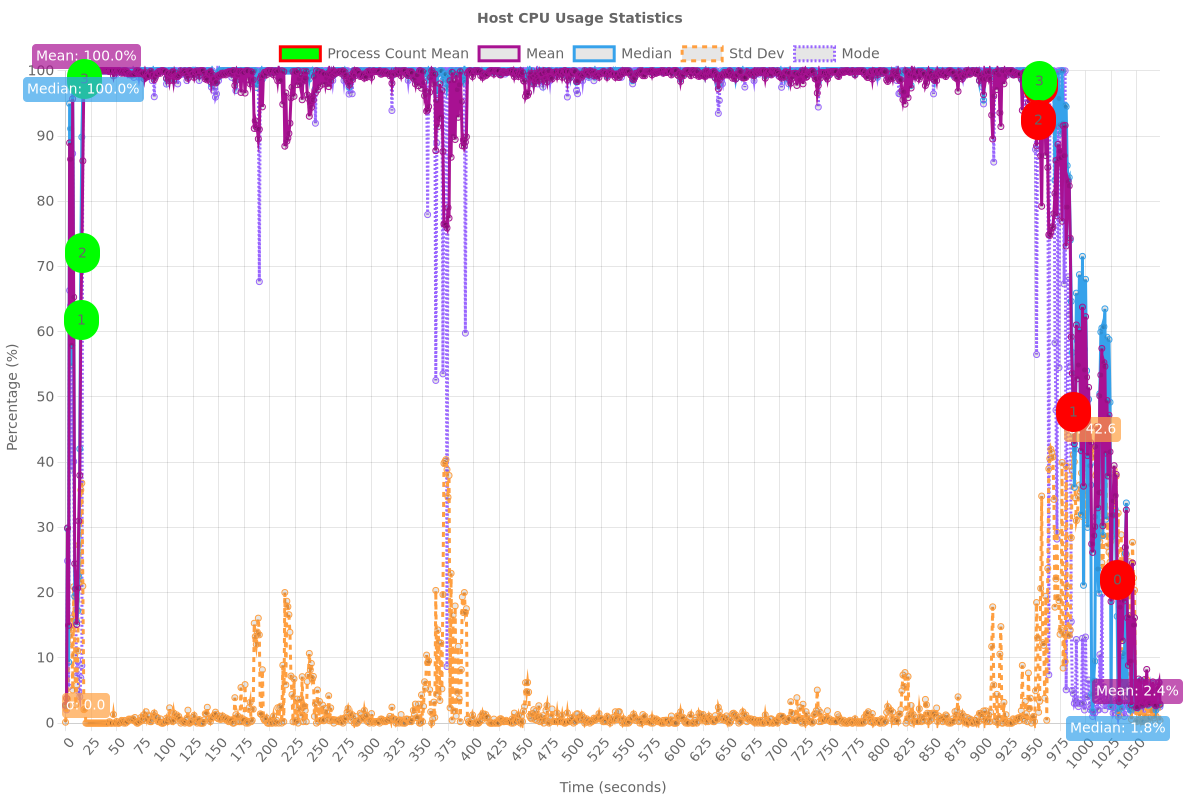 Host CPU Usage Statistics
Process Count Mean Mean Median Std Dev Mode
Mean: 100.0%
Median: 100.0%
100
90
80
70
60
50
40
30
20
10
0
3
2
1
3
2
1
0
42.6
σ: 0.0
Mean: 2.4%
Median: 1.8%
Percentage (%)
0 25 50 75 100 125 150 175 200 225 250 275 300 325 350 375 400 425 450 475 500 525 550 575 600 625 650 675 700 725 750 775 800 825 850 875 900 925 950 975 1000 1025 1050
Time (seconds)